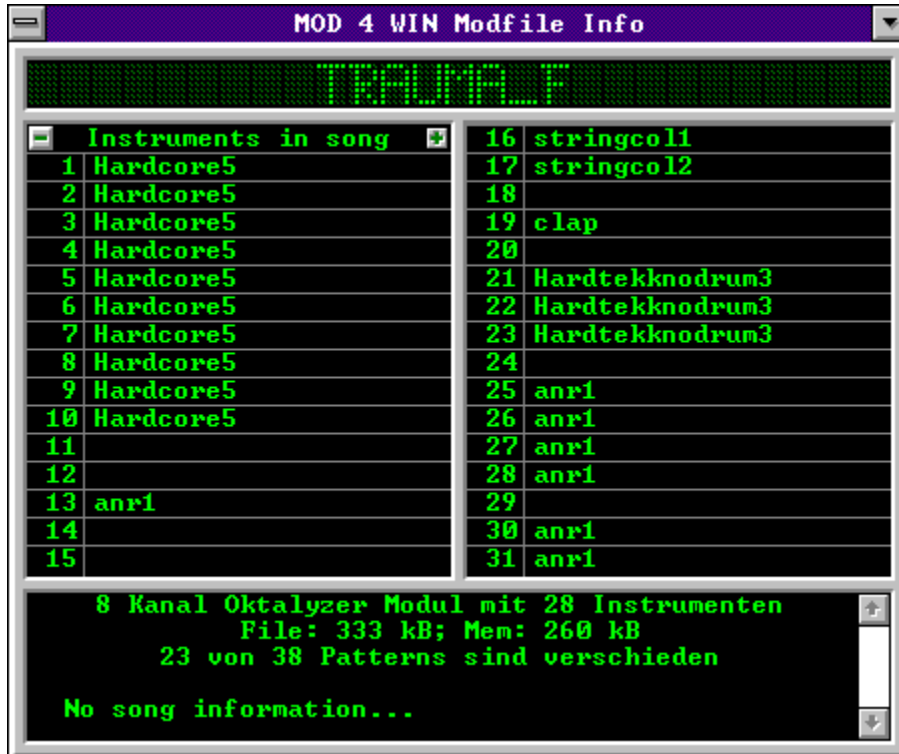 MOD 4 WIN Modfile Info
TRAUMA_F
Instruments in song
1 Hardcore5
2 Hardcore5
3 Hardcore5
4 Hardcore5
5 Hardcore5
6 Hardcore5
7 Hardcore5
8 Hardcore5
9 Hardcore5
10 Hardcore5
11
12
13 anr1
14
15
16 stringcol1
17 stringcol2
18
19 clap
20
21 Hardtekknodrum3
22 Hardtekknodrum3
23 Hardtekknodrum3
24
25 anr1
26 anr1
27 anr1
28 anr1
29
30 anr1
31 anr1
8 Kanal Oktalyzer Modul mit 28 Instrumenten
File: 333 kB; Mem: 260 kB
23 von 38 Patterns sind verschieden
No song information...